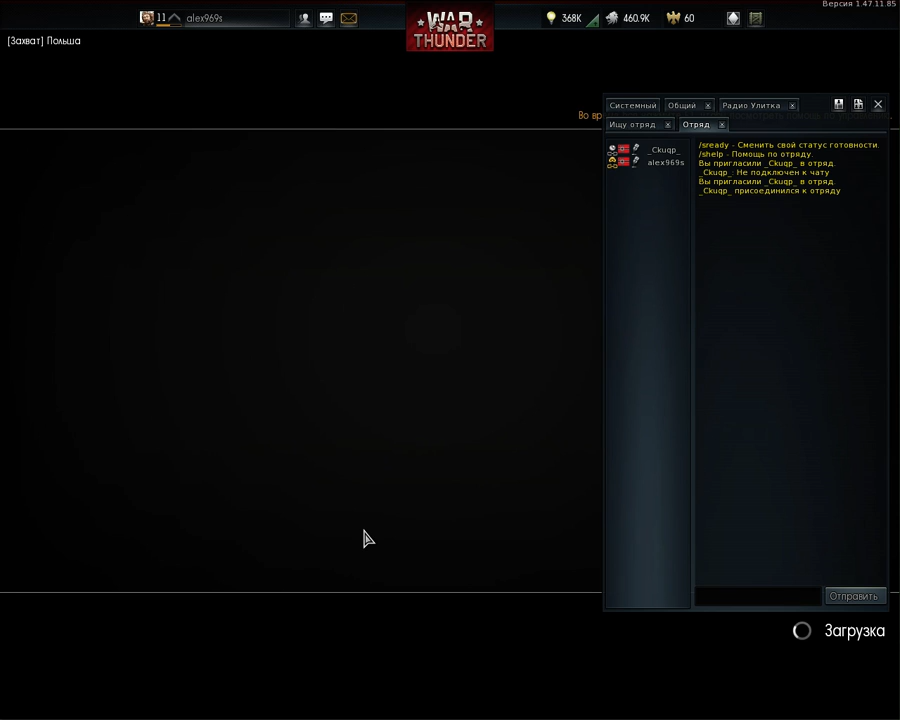 Версия 1.47.11.85
11 alex969s
WAR THUNDER
368K 460.9K 60
[Захват] Польша
Системный Общий Радио Улитка
Во вр
Ищу отряд Отряд
_Ckuqp_
alex969s
/sready - Сменить свой статус готовности.
/shelp - Помощь по отряду.
Вы пригласили _Ckuqp_ в отряд.
_Ckuqp_: Не подключен к чату
Вы пригласили _Ckuqp_ в отряд.
_Ckuqp_ присоединился к отряду
Отправить
Загрузка